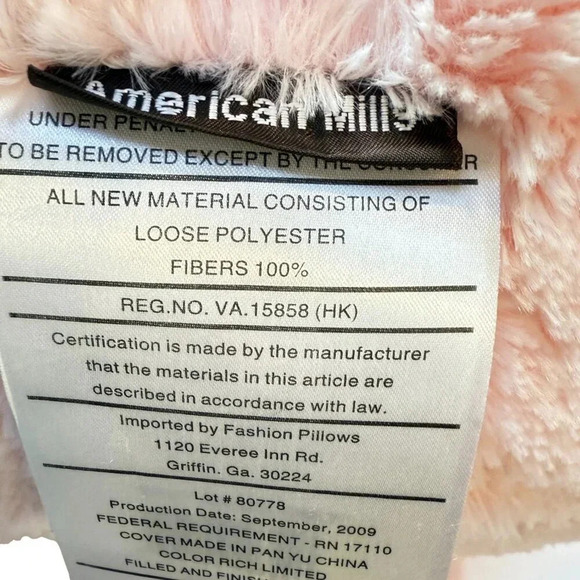 American Mills
UNDER PENAL
TO BE REMOVED EXCEPT BY THE CONSUMER
ALL NEW MATERIAL CONSISTING OF
LOOSE POLYESTER
FIBERS 100%
REG.NO. VA.15858 (HK)
Certification is made by the manufacturer
that the materials in this article are
described in accordance with law.
Imported by Fashion Pillows
1120 Everee Inn Rd.
Griffin. Ga. 30224
Lot # 80778
Production Date: September, 2009
FEDERAL REQUIREMENT - RN 17110
COVER MADE IN PAN YU CHINA
COLOR RICH LIMITED
FILLED AND FINISH